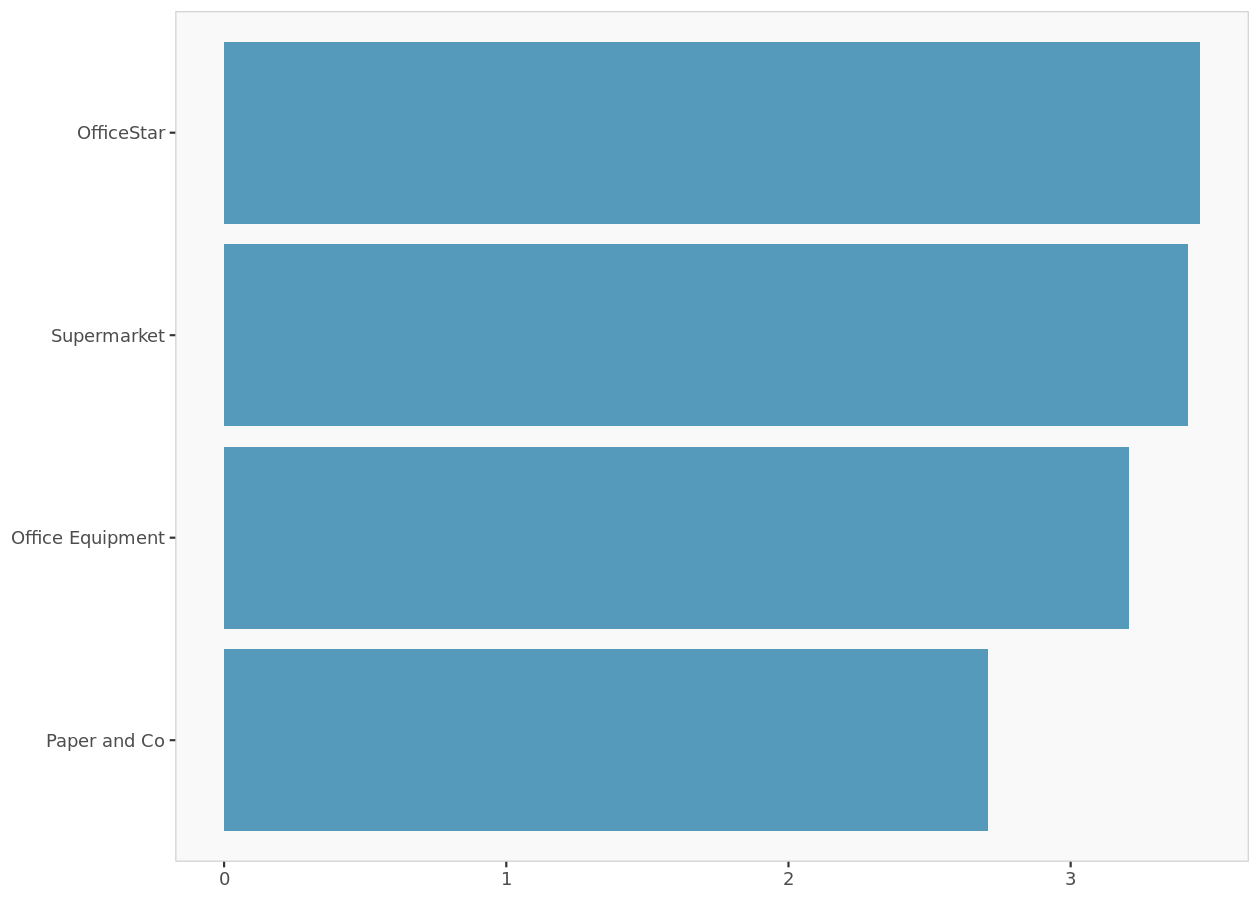 OfficeStar
Supermarket
Office Equipment
Paper and Co
0 1 2 3